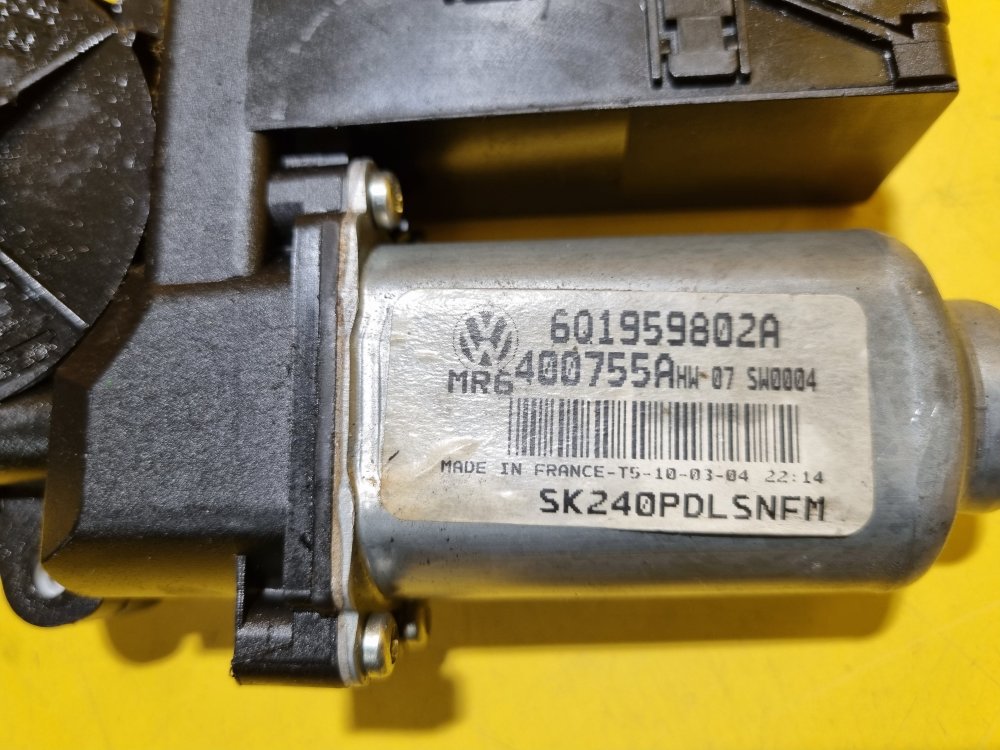 6Q1959802A
MR6 400755A HW 07 SW0004
MADE IN FRANCE-T5-10-03-04 22:14
SK240PDLSNFM